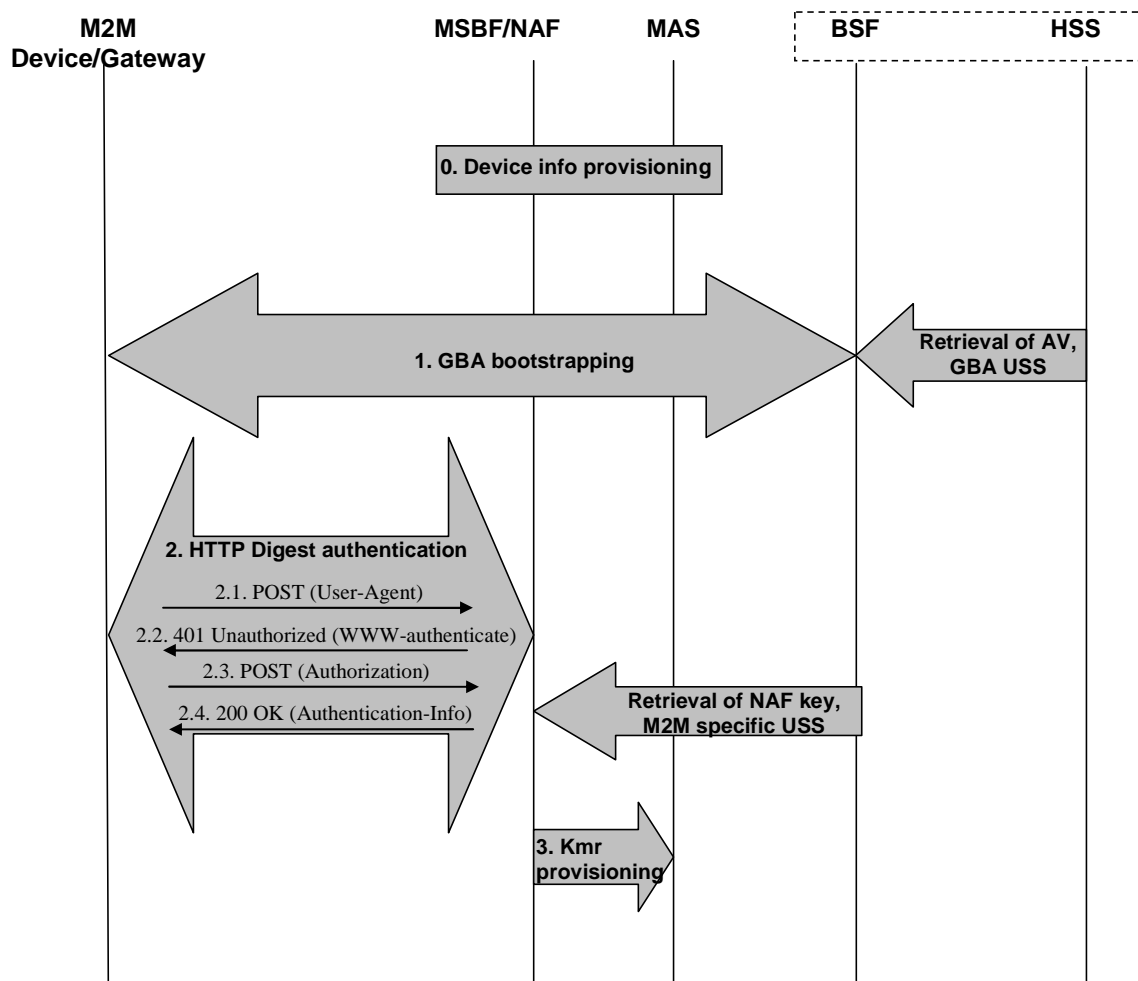 M2M
Device/Gateway
MSBF/NAF
MAS
BSF
HSS
0. Device info provisioning
1. GBA bootstrapping
Retrieval of AV,
GBA USS
2. HTTP Digest authentication
2.1. POST (User-Agent)
2.2. 401 Unauthorized (WWW-authenticate)
2.3. POST (Authorization)
2.4. 200 OK (Authentication-Info)
Retrieval of NAF key,
M2M specific USS
3. Kmr
provisioning